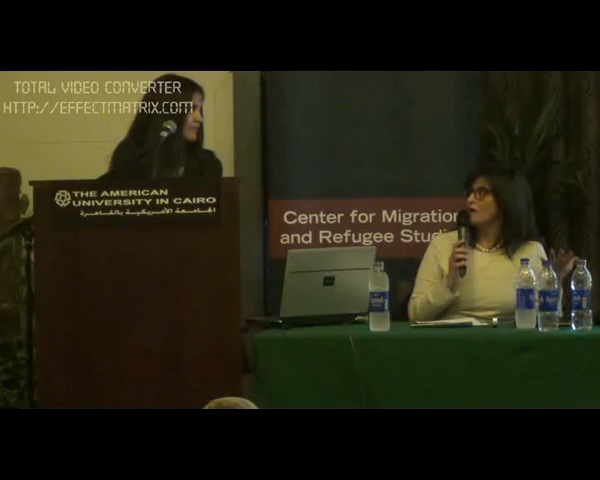 TOTAL VIDEO CONVERTER
HTTP://EFFECTMATRIX.COM
THE AMERICAN
UNIVERSITY IN CAIRO
الجامعة الأمريكية بالقاهرة
Center for Migration
and Refugee Studi